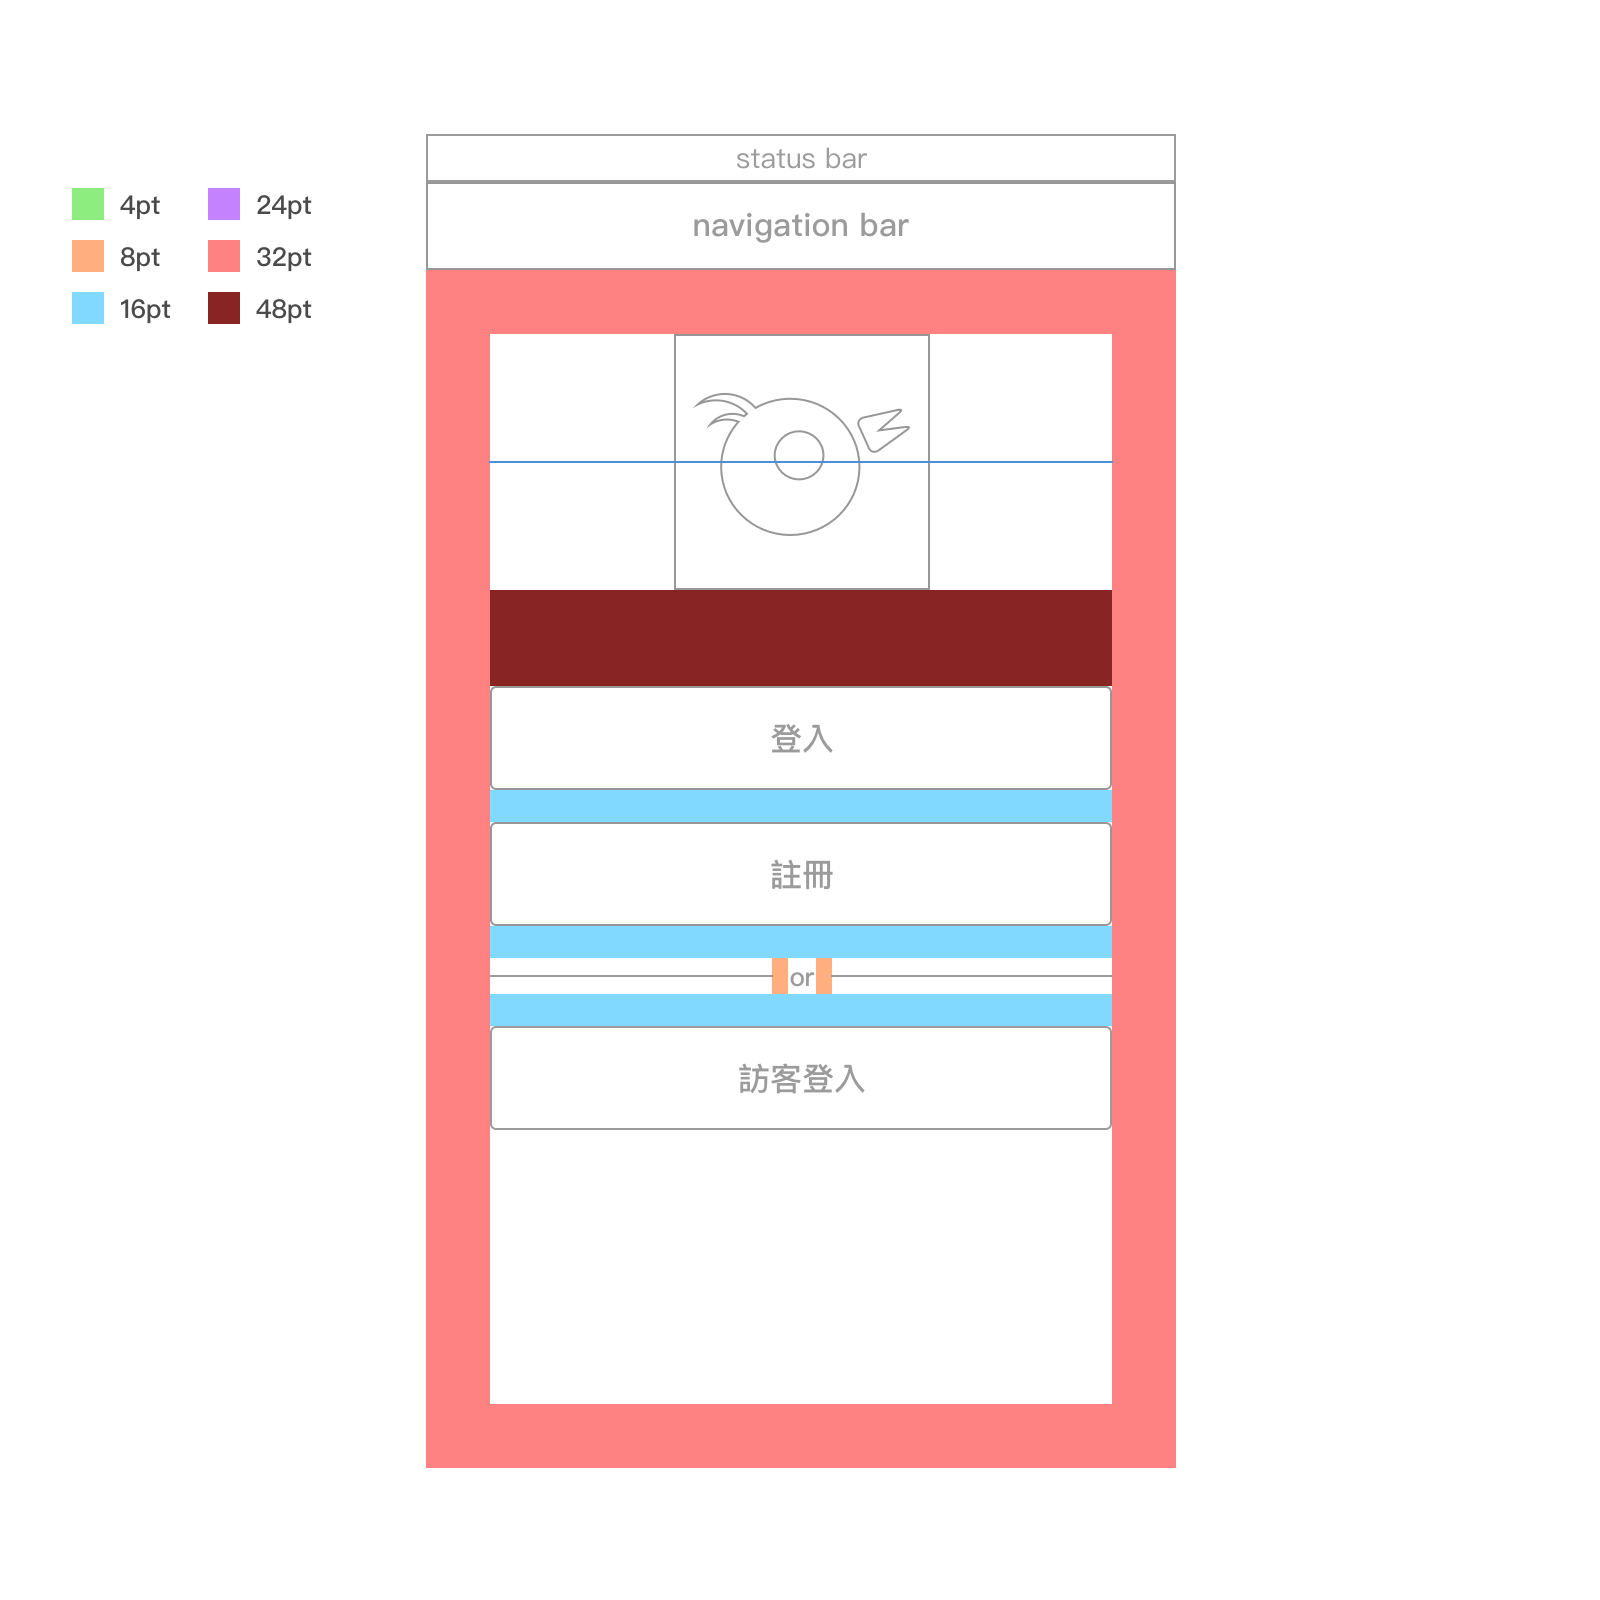 status bar
navigation bar
4pt
24pt
8pt
32pt
16pt
48pt
登入
註冊
or
訪客登入